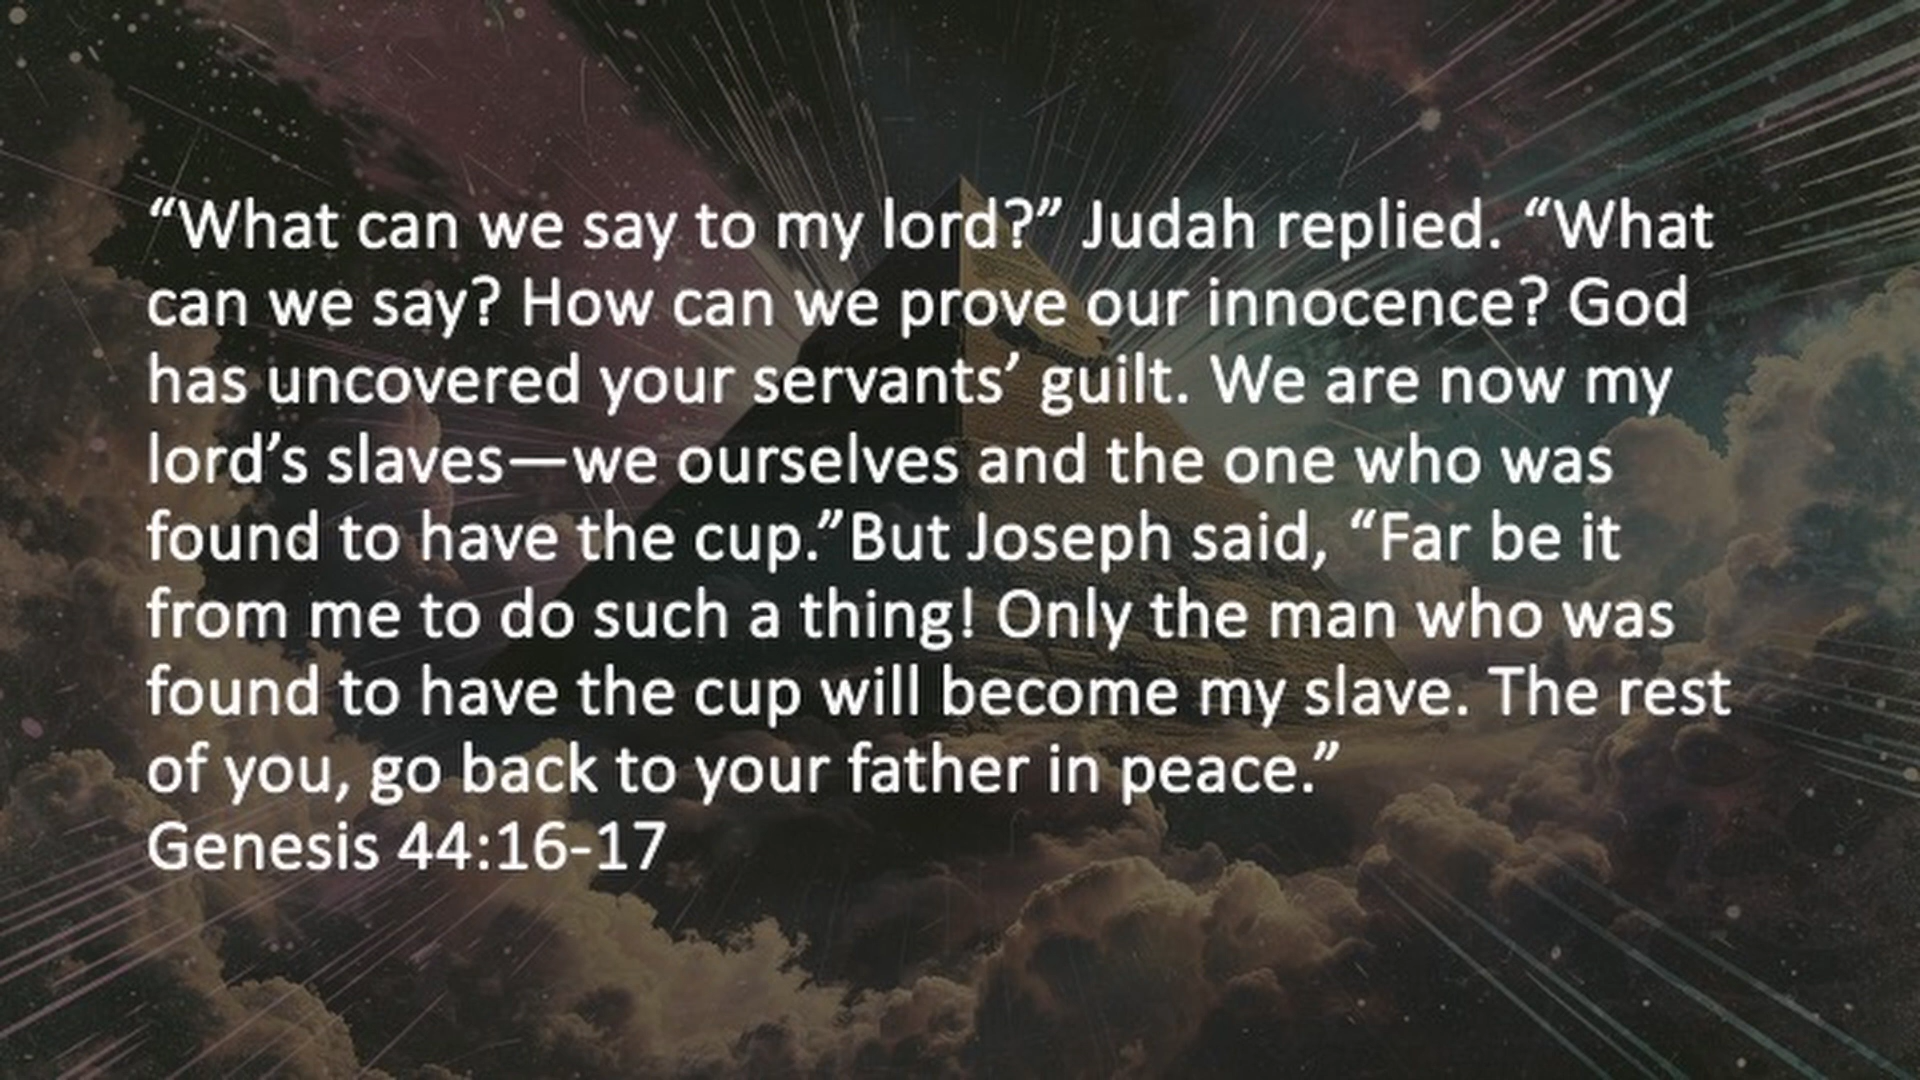 “What can we say to my lord?” Judah replied. “What
can we say? How can we prove our innocence? God
has uncovered your servants’ guilt. We are now my
lord’s slaves—we ourselves and the one who was
found to have the cup.”But Joseph said, “Far be it
from me to do such a thing! Only the man who was
found to have the cup will become my slave. The rest
of you, go back to your father in peace.”
Genesis 44:16-17